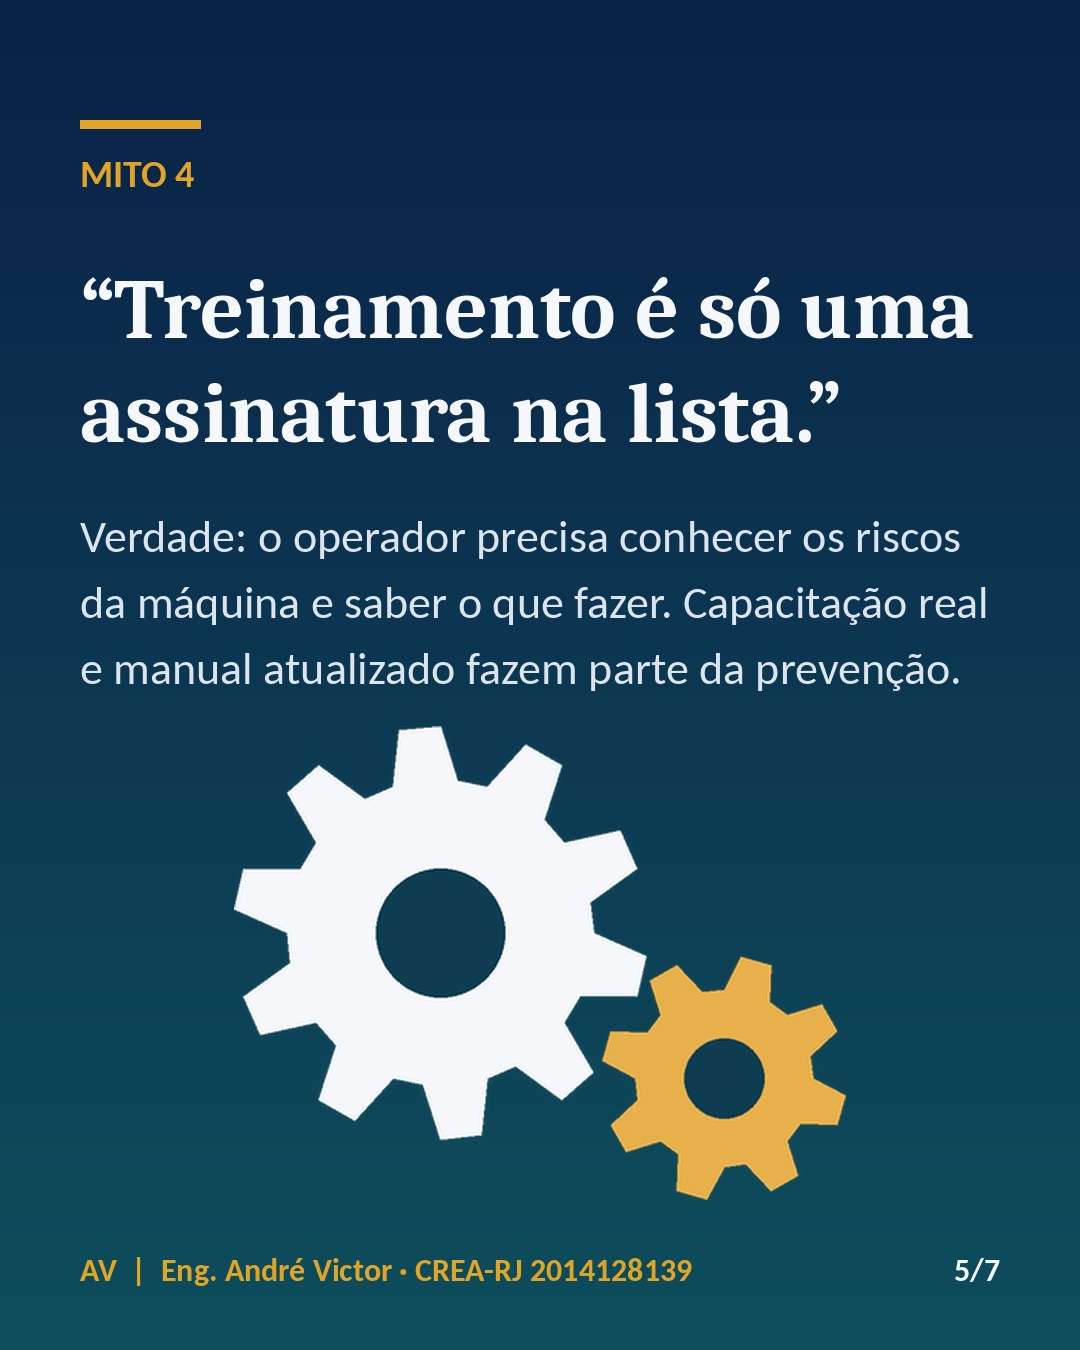 MITO 4
“Treinamento é só uma
assinatura na lista.”
Verdade: o operador precisa conhecer os riscos
da máquina e saber o que fazer. Capacitação real
e manual atualizado fazem parte da prevenção.
AV | Eng. André Victor · CREA-RJ 2014128139
5/7